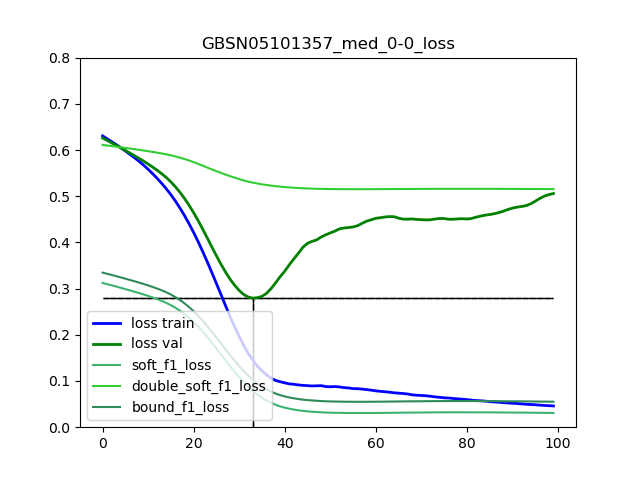 GBSN05101357_med_0-0_loss
0.8
0.7
0.6
0.5
0.4
0.3
0.2
0.1
0.0
loss train
loss val
soft_f1_loss
double_soft_f1_loss
bound_f1_loss
0 20 40 60 80 100